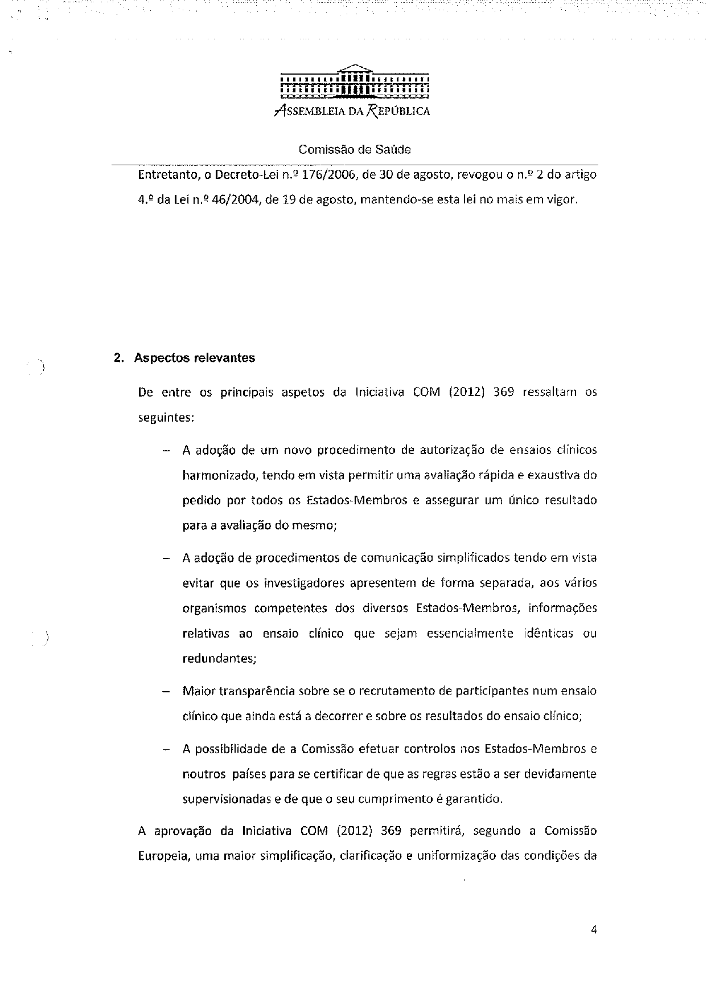 ASSEMBLEIA DA REPÚBLICA
Comissão de Saúde
Entretanto, o Decreto-Lei n.º 176/2006, de 30 de agosto, revogou o n.º 2 do artigo
4.º da Lei n.º 46/2004, de 19 de agosto, mantendo-se esta lei no mais em vigor.
2. Aspectos relevantes
De entre os principais aspetos da Iniciativa COM (2012) 369 ressaltam os
seguintes:
– A adoção de um novo procedimento de autorização de ensaios clínicos
harmonizado, tendo em vista permitir uma avaliação rápida e exaustiva do
pedido por todos os Estados-Membros e assegurar um único resultado
para a avaliação do mesmo;
– A adoção de procedimentos de comunicação simplificados tendo em vista
evitar que os investigadores apresentem de forma separada, aos vários
organismos competentes dos diversos Estados-Membros, informações
relativas ao ensaio clínico que sejam essencialmente idênticas ou
redundantes;
– Maior transparência sobre se o recrutamento de participantes num ensaio
clínico que ainda está a decorrer e sobre os resultados do ensaio clínico;
– A possibilidade de a Comissão efetuar controlos nos Estados-Membros e
noutros países para se certificar de que as regras estão a ser devidamente
supervisionadas e de que o seu cumprimento é garantido.
A aprovação da Iniciativa COM (2012) 369 permitirá, segundo a Comissão
Europeia, uma maior simplificação, clarificação e uniformização das condições da
4